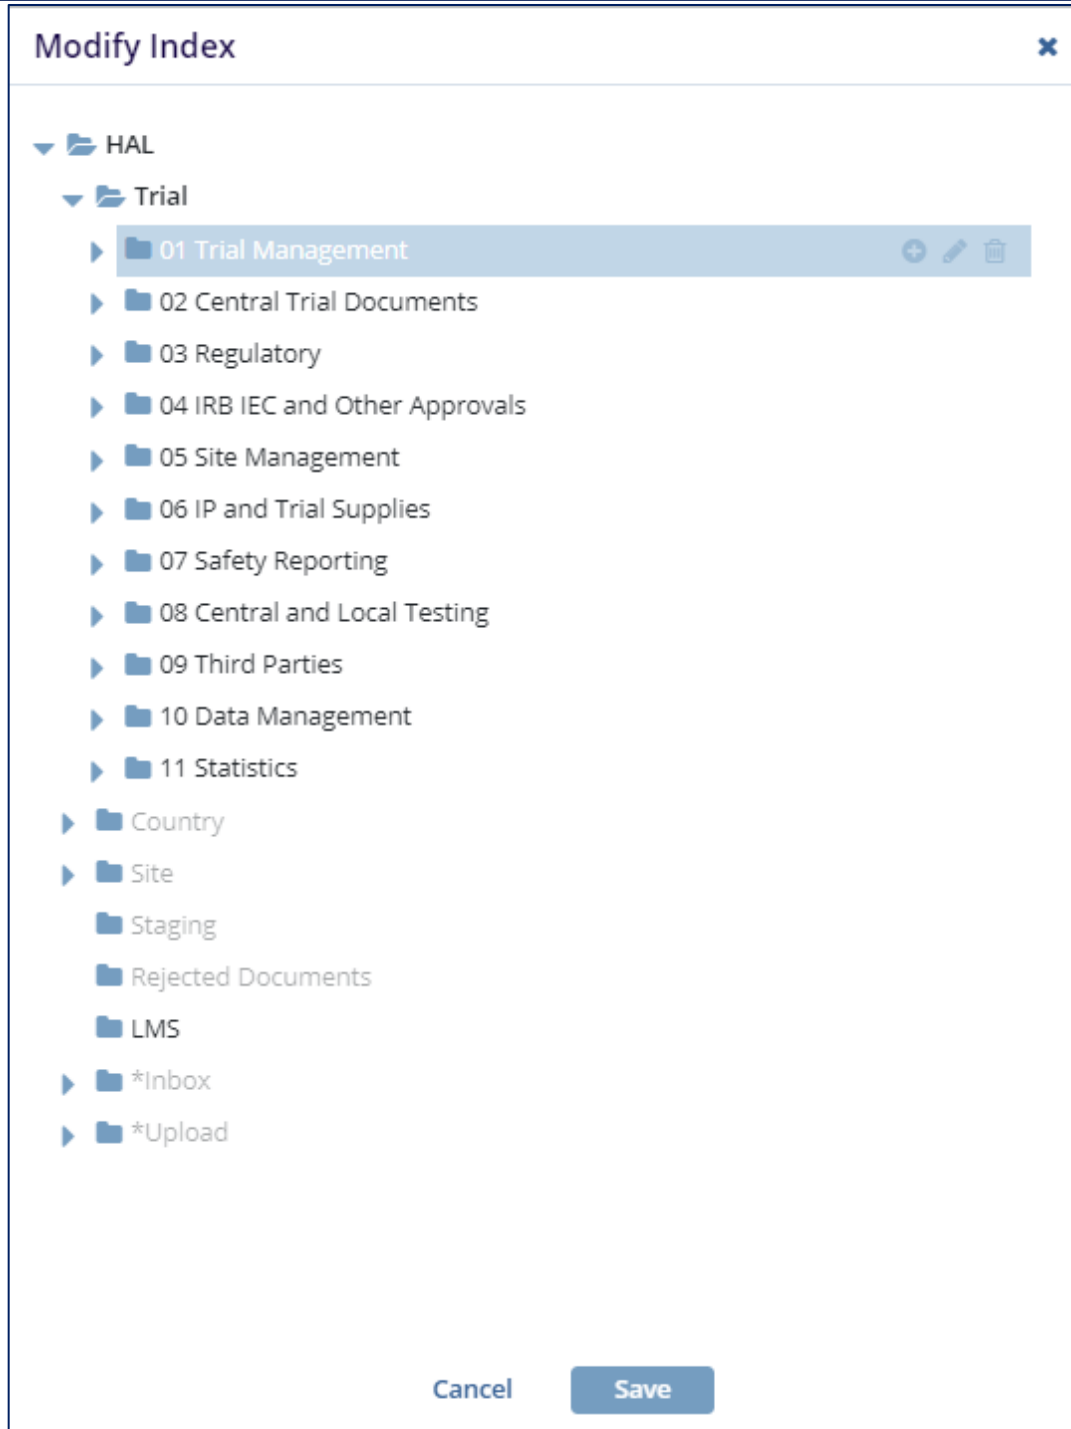 Modify Index
HAL
Trial
01 Trial Management
02 Central Trial Documents
03 Regulatory
04 IRB IEC and Other Approvals
05 Site Management
06 IP and Trial Supplies
07 Safety Reporting
08 Central and Local Testing
09 Third Parties
10 Data Management
11 Statistics
Country
Site
Staging
Rejected Documents
LMS
*Inbox
*Upload
Cancel Save